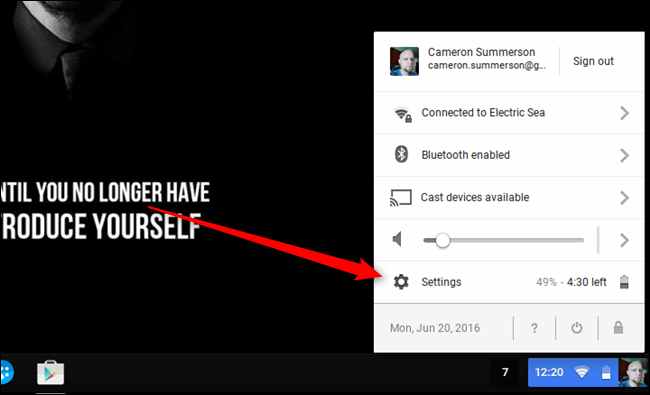 Cameron Summerson
cameron.summerson@g...
Sign out
Connected to Electric Sea
Bluetooth enabled
NTIL YOU NO LONGER HAVE
Cast devices available
TRODUCE YOURSELF
Settings
49% - 4:30 left
Mon, Jun 20, 2016
?
7
12:20